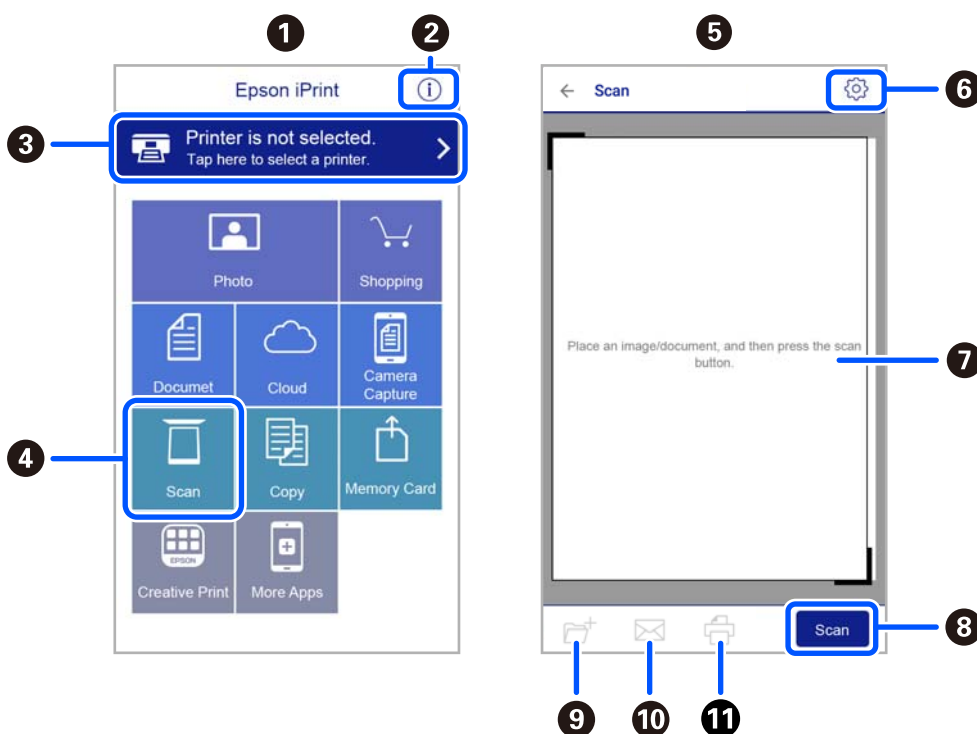 1
2
5
Epson iPrint
i
Scan
6
3
Printer is not selected.
Tap here to select a printer.
Photo
Shopping
Place an image/document, and then press the scan
button.
7
Documet
Cloud
Camera
Capture
4
Scan
Copy
Memory Card
EPSON
Creative Print
More Apps
Scan
8
9
10
11